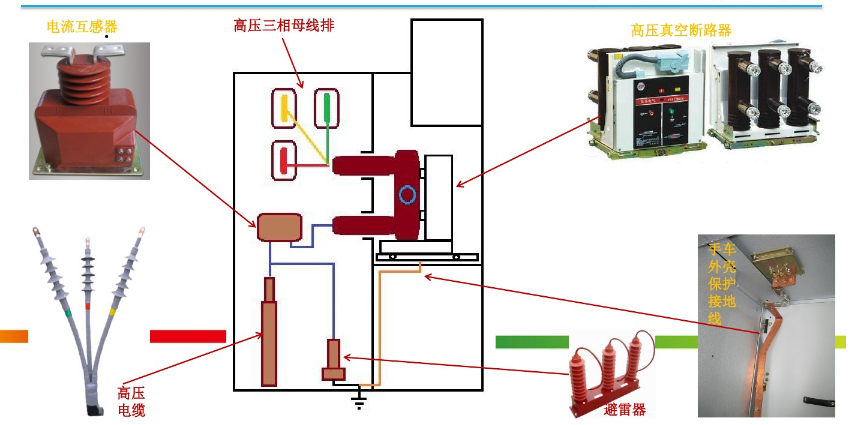 电流互感器
高压三相母线排
高压真空断路器
手车
外壳
保护
接地
线
高压
电缆
避雷器